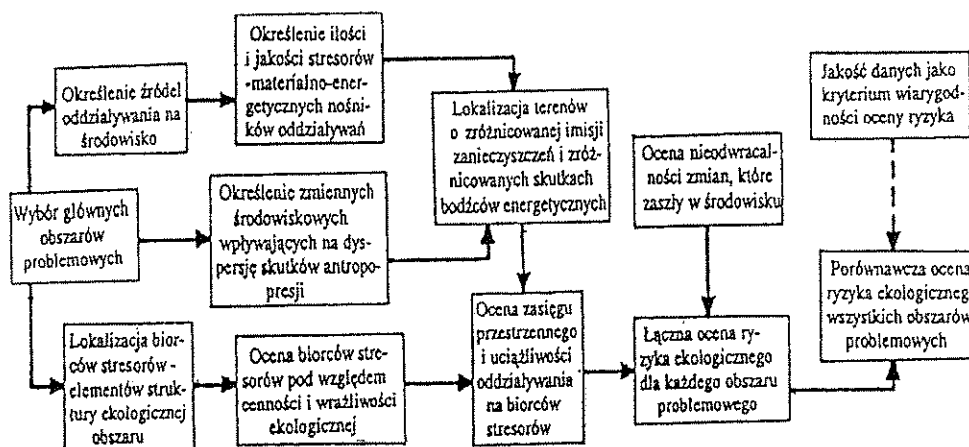 Określenie źródeł
oddziaływania na
środowisko
Określenie ilości
i jakości stresorów
-materialno-ener-
getycznych nośni-
ków oddziaływań
Lokalizacja terenów
o zróżnicowanej imisji
zanieczyszczeń i zróż-
nicowanych skutkach
bodźców energetycznych
Jakość danych jako
kryterium wiarygod-
ności oceny ryzyka
Wybór głównych
obszarów
problemowych
Określenie zmiennych
środowiskowych
wpływających na dys-
persję skutków antropo-
presji
Ocena nieodwracal-
ności zmian, które
zaszły w środowisku
Lokalizacja bior-
ców stresorów -
elementów struk-
tury ekologicznej
obszaru
Ocena biorców stre-
sorów pod względem
cenności i wrażliwości
ekologicznej
Ocena zasięgu
przestrzennego
i uciążliwości
oddziaływania
na biorców
stresorów
Łączna ocena ry-
zyka ekologicznego
dla każdego obszaru
problemowego
Porównawcza ocena
ryzyka ekologiczneg
wszystkich obszarów
problemowych